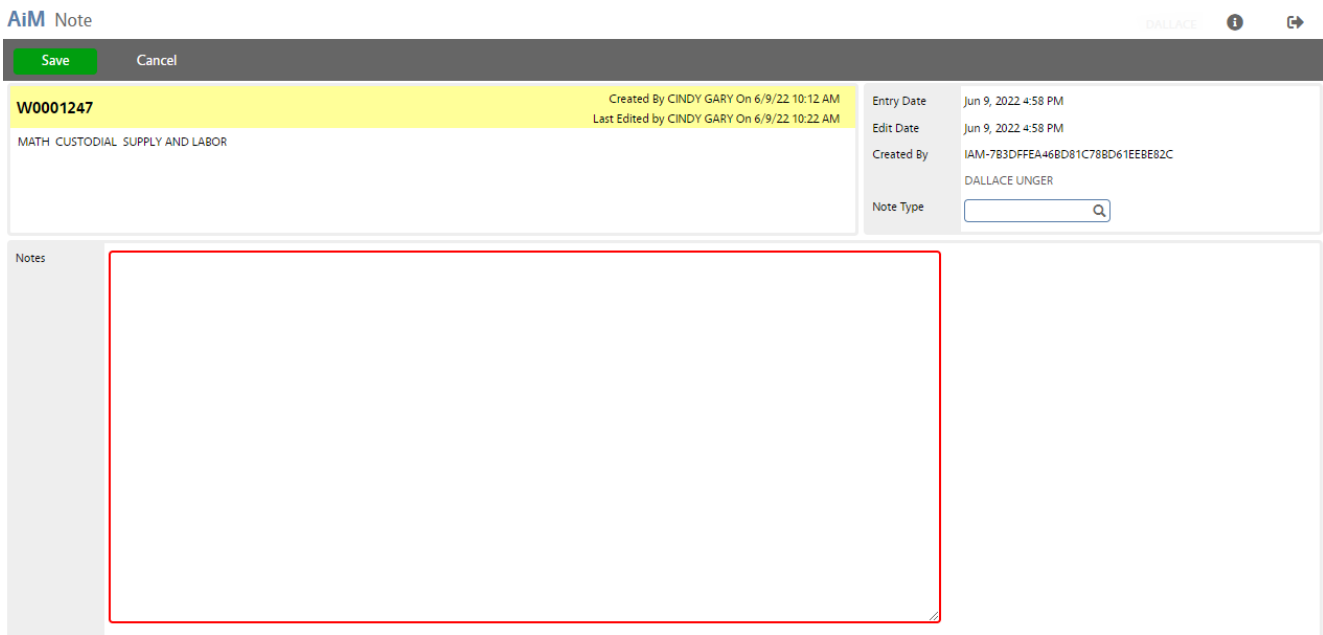 AiM Note
DALLACE
Save Cancel
W0001247
Created By CINDY GARY On 6/9/22 10:12 AM
Last Edited by CINDY GARY On 6/9/22 10:22 AM
MATH CUSTODIAL SUPPLY AND LABOR
Entry Date Jun 9, 2022 4:58 PM
Edit Date Jun 9, 2022 4:58 PM
Created By IAM-7B3DFFEA46BD81C78BD61EEBE82C
DALLACE UNGER
Note Type
Notes